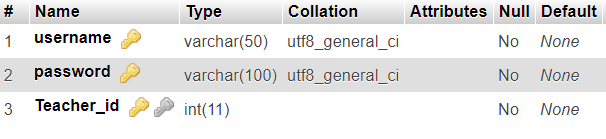 # Name Type Collation Attributes Null Default
1 username varchar(50) utf8_general_ci No None
2 password varchar(100) utf8_general_ci No None
3 Teacher_id int(11) No None